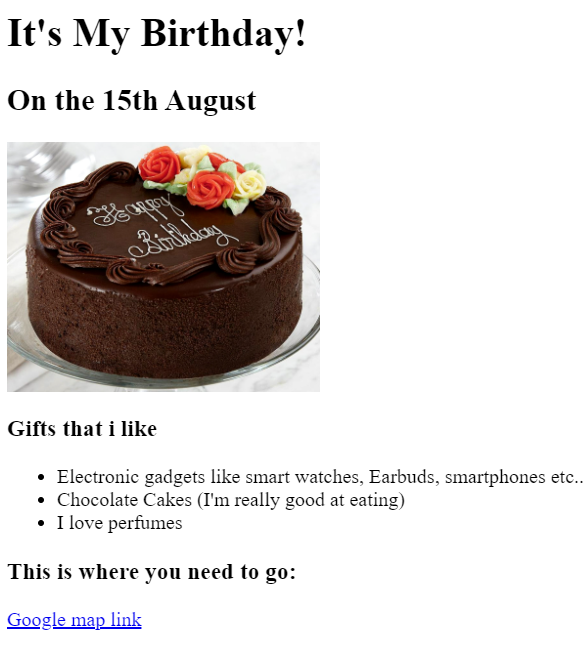 It's My Birthday!
On the 15th August
Happy
Birthday
Gifts that i like
Electronic gadgets like smart watches, Earbuds, smartphones etc..
Chocolate Cakes (I'm really good at eating)
I love perfumes
This is where you need to go:
Google map link